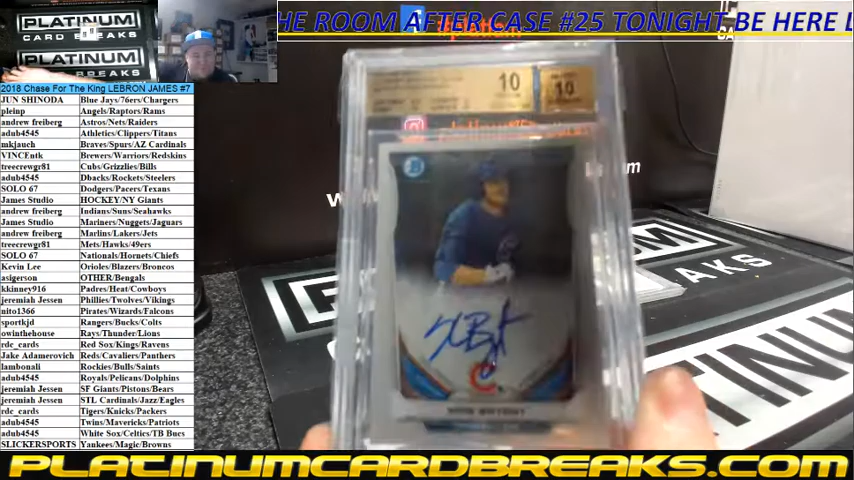 PLATINUM
CARD BREAKS
PLATINUM
BREAKS
HE ROOM AFTER CASE #25 TONIGHT BE HERE L
2018 Chase For The King LEBRON JAMES #7
JUN SHINODA Blue Jays/76ers/Chargers
pleinp Angels/Raptors/Rams
andrew freiberg Astros/Nets/Raiders
adub4545 Athletics/Clippers/Titans
mkjauch Braves/Spurs/AZ Cardinals
VINCEntk Brewers/Warriors/Redskins
treecrewgr81 Cubs/Grizzlies/Bills
adub4545 Dbacks/Rockets/Steelers
SOLO 67 Dodgers/Pacers/Texans
James Studio HOCKEY/NY Giants
andrew freiberg Indians/Suns/Seahawks
James Studio Mariners/Nuggets/Jaguars
andrew freiberg Marlins/Lakers/Jets
treecrewgr81 Mets/Hawks/49ers
SOLO 67 Nationals/Hornets/Chiefs
Kevin Lee Orioles/Blazers/Broncos
asigerson OTHER/Bengals
kkinney916 Padres/Heat/Cowboys
jeremiah Jessen Phillies/Twolves/Vikings
nito1366 Pirates/Wizards/Falcons
sportkjd Rangers/Bucks/Colts
owinthehouse Rays/Thunder/Lions
rdc_cards Red Sox/Kings/Ravens
Jake Adamerovich Reds/Cavaliers/Panthers
lambonali Rockies/Bulls/Saints
adub4545 Royals/Pelicans/Dolphins
jeremiah Jessen SF Giants/Pistons/Bears
jeremiah Jessen STL Cardinals/Jazz/Eagles
rdc_cards Tigers/Knicks/Packers
adub4545 Twins/Mavericks/Patriots
adub4545 White Sox/Celtics/TB Bucs
SLICKERSPORTS Yankees/Magic/Browns
10
10
KRIS BRYANT
PLATINUM
PLATINUMCARDBREAKS.COM